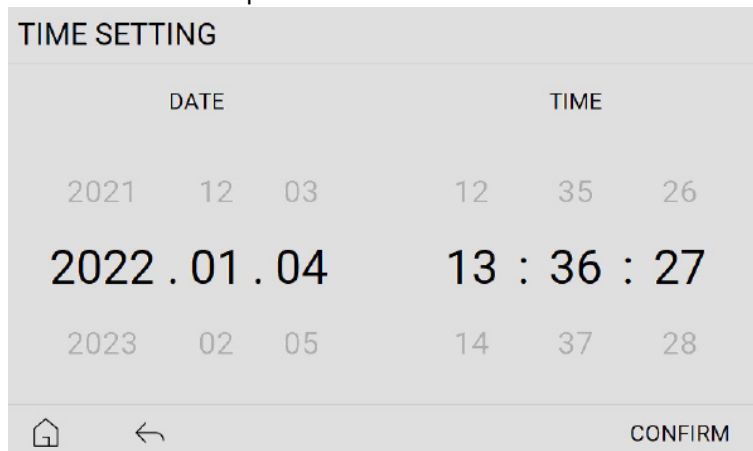 TIME SETTING
DATE TIME
2021 12 03 12 35 26
2022 . 01 . 04 13 : 36 : 27
2023 02 05 14 37 28
CONFIRM